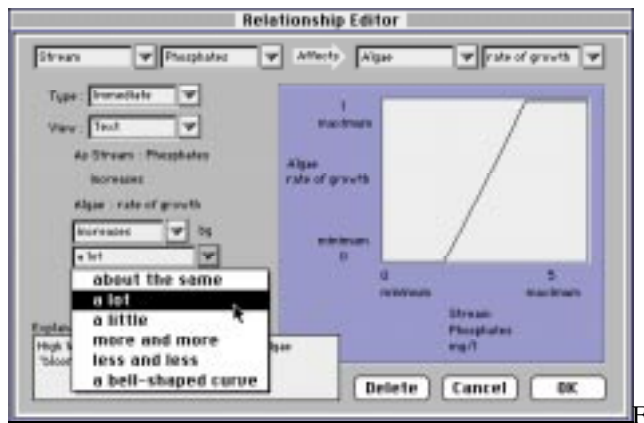 Relationship Editor
Stream Phosphates Affects Algae rate of growth
Type: Immediate
View: Text
As Stream : Phosphates
Increases
Algae : rate of growth
increases by
a lot
about the same
a lot
a little
more and more
less and less
a bell-shaped curve
High
"bloo
1
maximum
Algae
rate of growth
minimum
0
0
minimum
5
maximum
Stream
Phosphates
mg/l
Delete Cancel OK